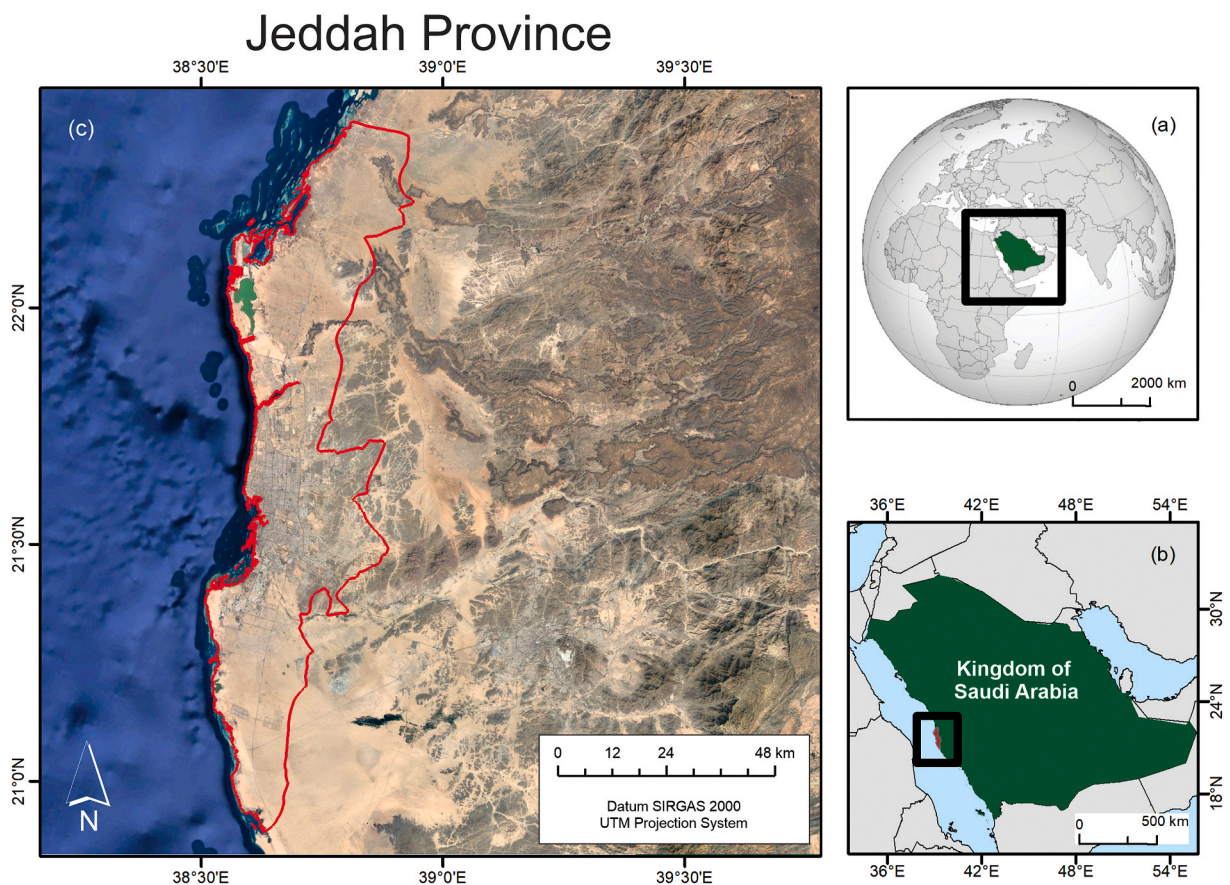 Jeddah Province
38°30'E 39°0'E 39°30'E
(c)
22°0'N
21°30'N
21°0'N
N
0 12 24 48 km
Datum SIRGAS 2000
UTM Projection System
38°30'E 39°0'E 39°30'E
(a)
0 2000 km
36°E 42°E 48°E 54°E
(b)
30°N
24°N
18°N
Kingdom of
Saudi Arabia
0 500 km
36°E 42°E 48°E 54°E